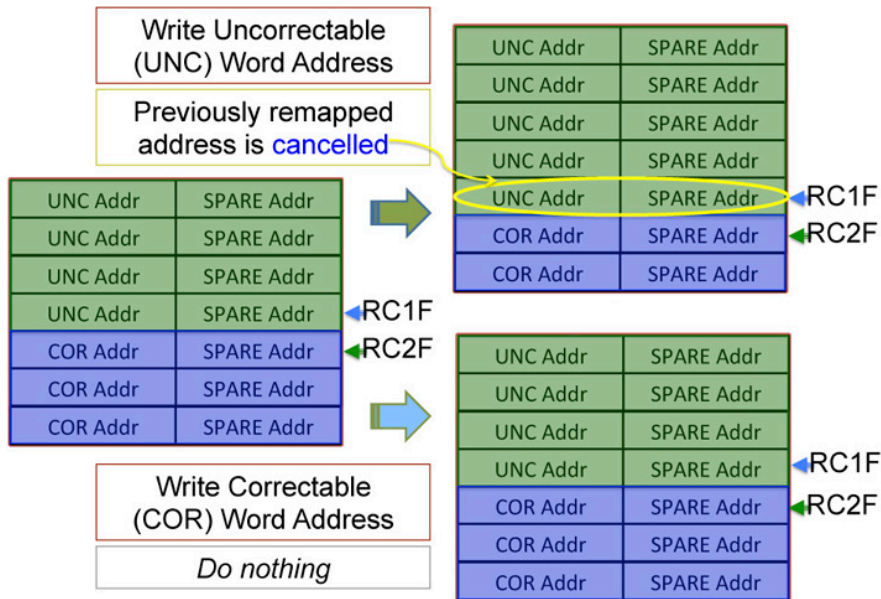 Write Uncorrectable
(UNC) Word Address
Previously remapped
address is cancelled
UNC Addr SPARE Addr
UNC Addr SPARE Addr
UNC Addr SPARE Addr
UNC Addr SPARE Addr
RC1F
COR Addr SPARE Addr
RC2F
COR Addr SPARE Addr
COR Addr SPARE Addr
UNC Addr SPARE Addr
UNC Addr SPARE Addr
UNC Addr SPARE Addr
UNC Addr SPARE Addr
UNC Addr SPARE Addr
RC1F
COR Addr SPARE Addr
RC2F
COR Addr SPARE Addr
Write Correctable
(COR) Word Address
Do nothing
UNC Addr SPARE Addr
UNC Addr SPARE Addr
UNC Addr SPARE Addr
UNC Addr SPARE Addr
RC1F
COR Addr SPARE Addr
RC2F
COR Addr SPARE Addr
COR Addr SPARE Addr